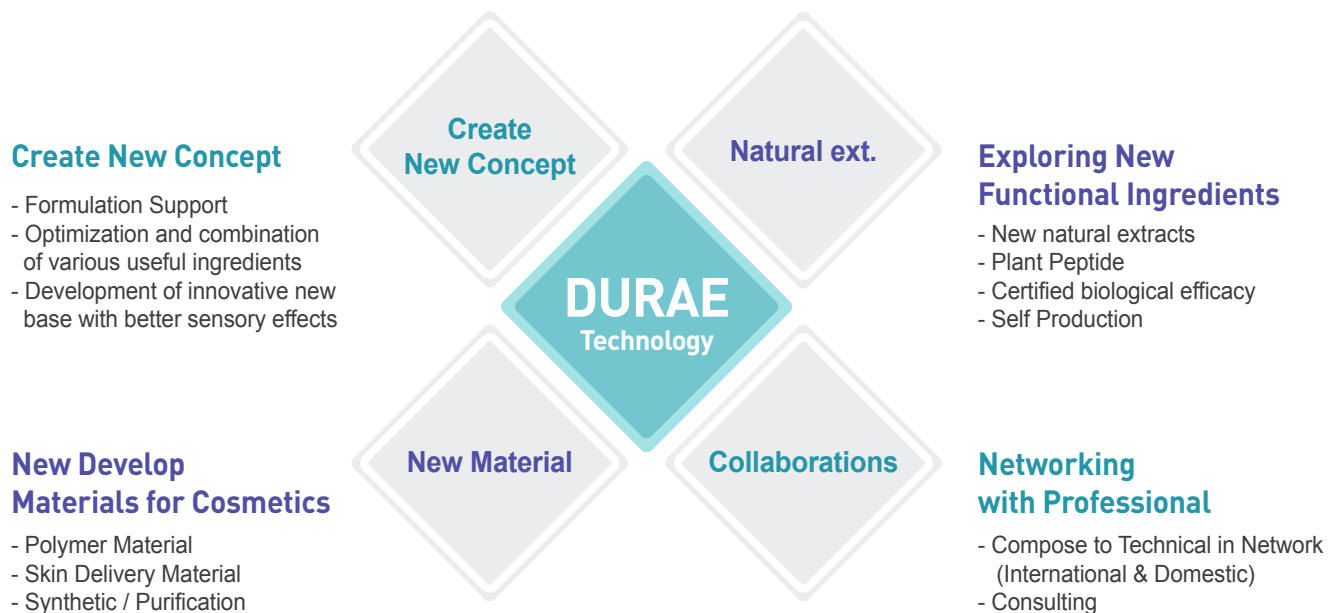 Create
New Concept
Natural ext.
DURAE
Technology
New Material
Collaborations
Create New Concept
- Formulation Support
- Optimization and combination
of various useful ingredients
- Development of innovative new
base with better sensory effects
Exploring New
Functional Ingredients
- New natural extracts
- Plant Peptide
- Certified biological efficacy
- Self Production
New Develop
Materials for Cosmetics
- Polymer Material
- Skin Delivery Material
- Synthetic / Purification
Networking
with Professional
- Compose to Technical in Network
(International & Domestic)
- Consulting